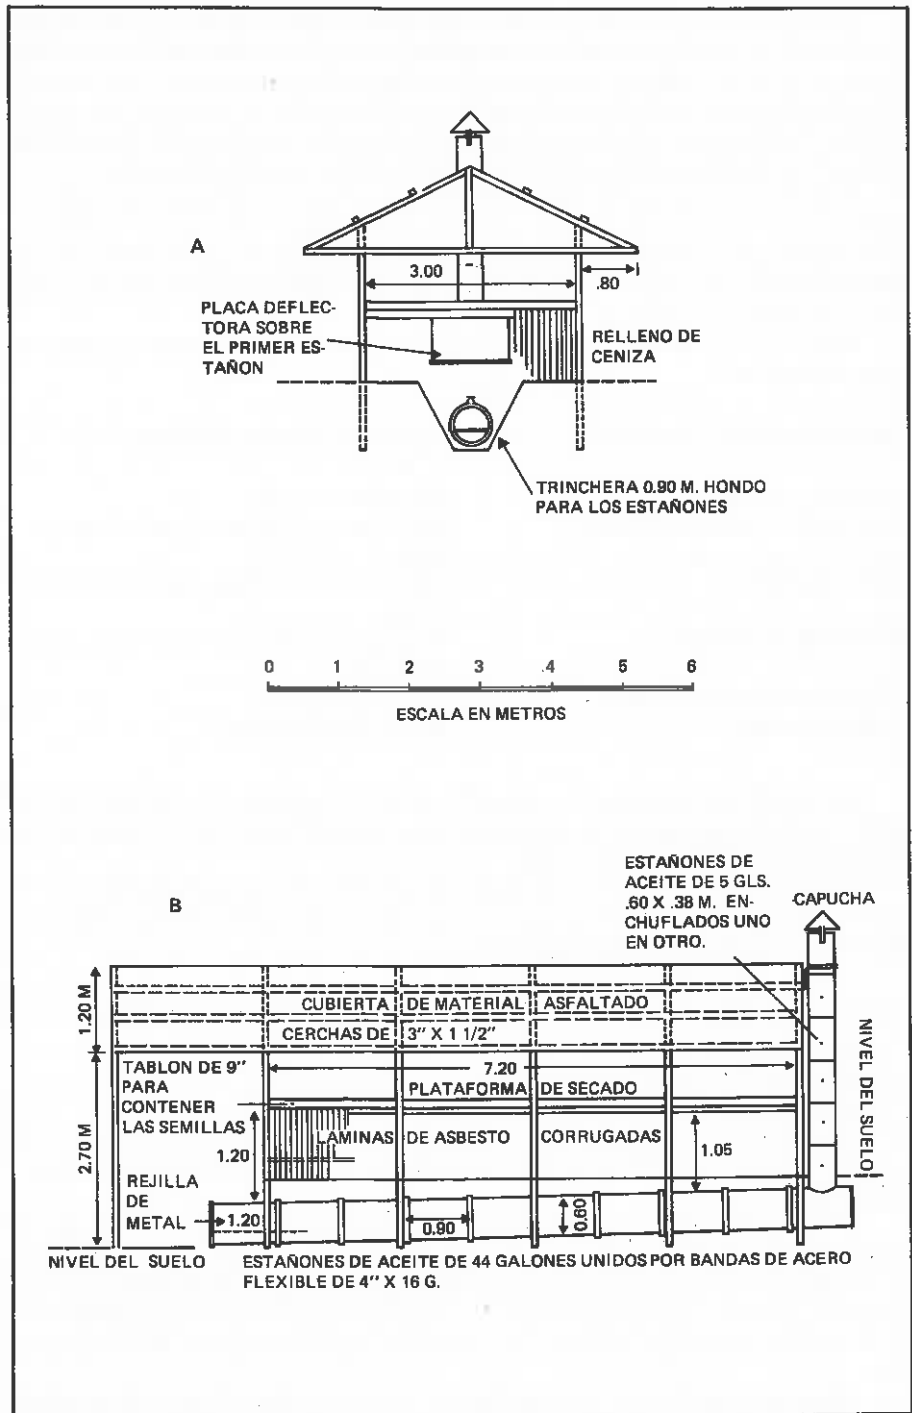 A
3.00
.80
PLACA DEFLEC-
TORA SOBRE
EL PRIMER ES-
TAÑON
RELLENO DE
CENIZA
TRINCHERA 0.90 M. HONDO
PARA LOS ESTAÑONES
0 1 2 3 4 5 6
ESCALA EN METROS
B
ESTAÑONES DE
ACEITE DE 5 GLS.
.60 X .38 M. EN-
CHUFLADOS UNO
EN OTRO.
CAPUCHA
1.20 M
CUBIERTA DE MATERIAL ASFALTADO
CERCHAS DE 3" X 1 1/2"
2.70 M
TABLON DE 9"
PARA
CONTENER
LAS SEMILLAS
7.20
PLATAFORMA DE SECADO
NIVEL DEL SUELO
1.20
LAMINAS DE ASBESTO CORRUGADAS
1.05
REJILLA
DE
METAL
1.20
0.90
0.60
NIVEL DEL SUELO
ESTAÑONES DE ACEITE DE 44 GALONES UNIDOS POR BANDAS DE ACERO
FLEXIBLE DE 4" X 16 G.